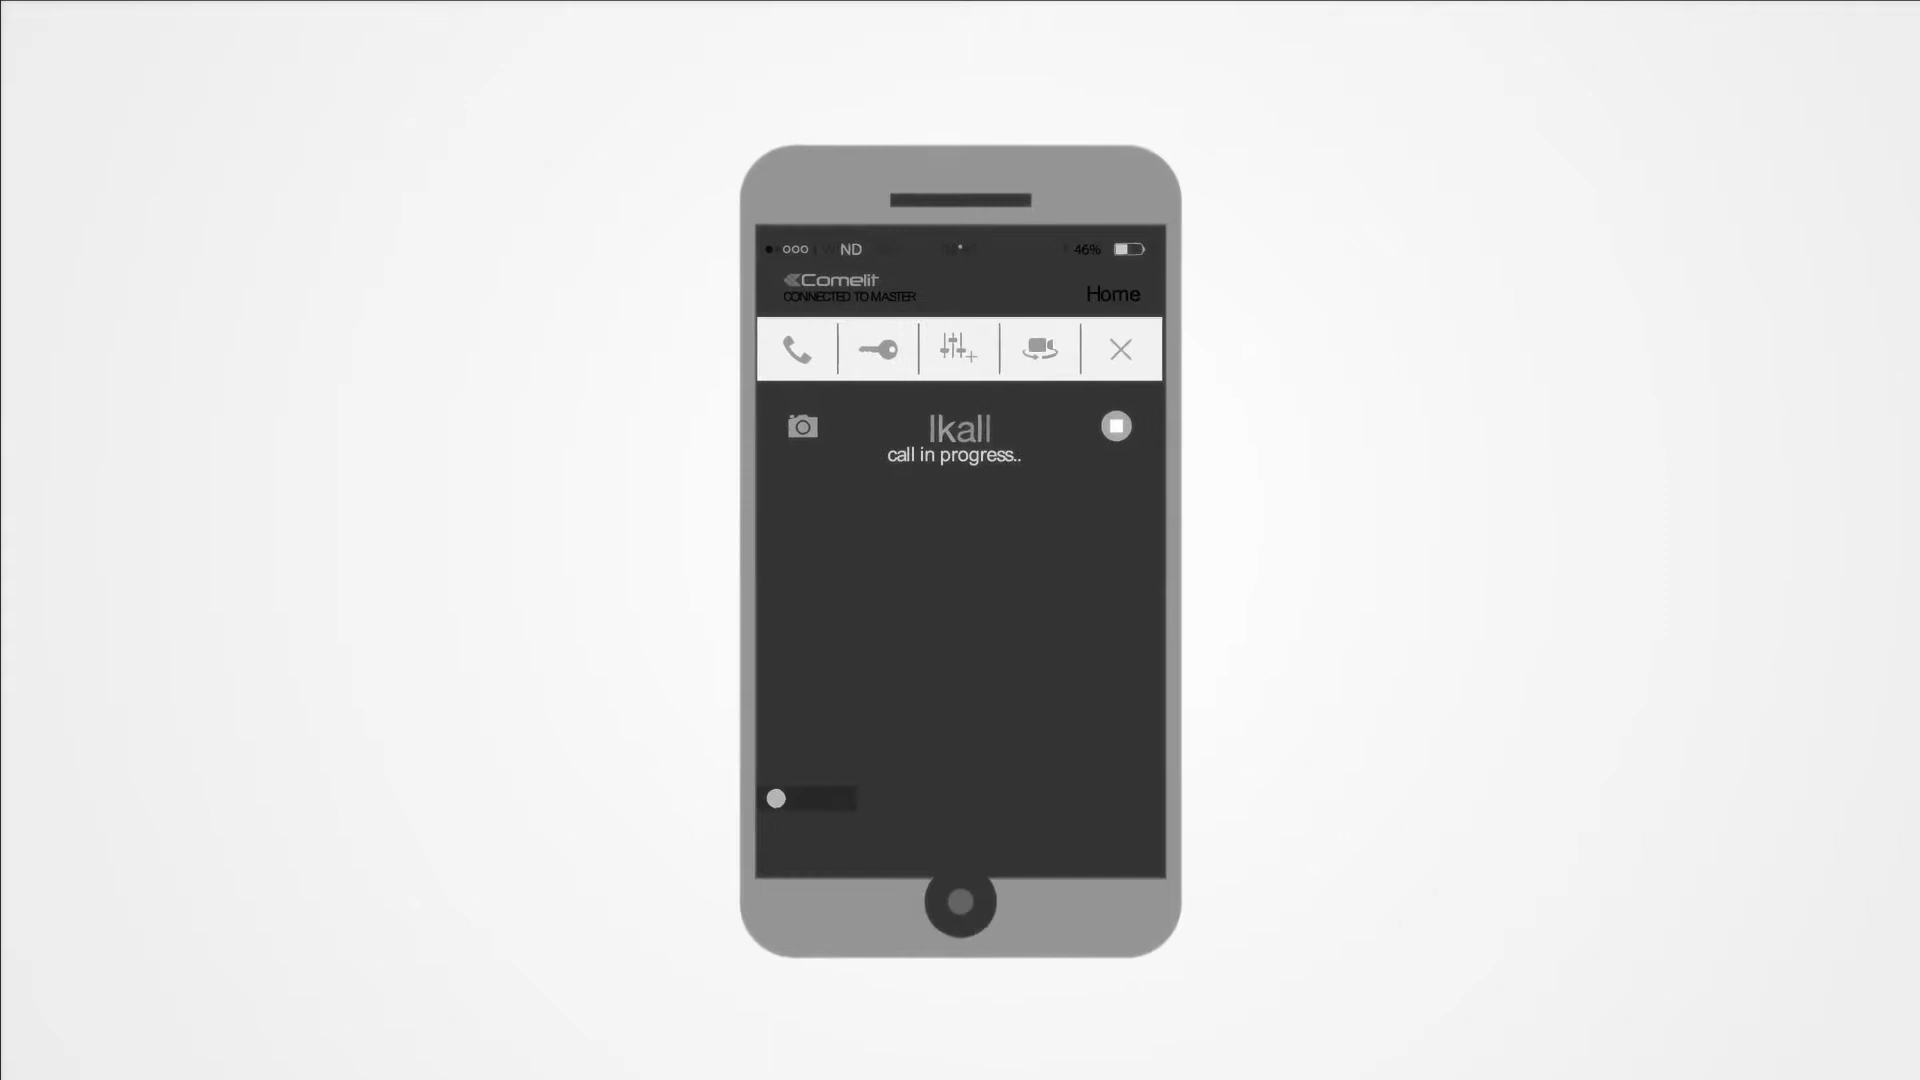 ND
46%
Comelit
CONNECTED TO MASTER
Home
Ikall
call in progress..